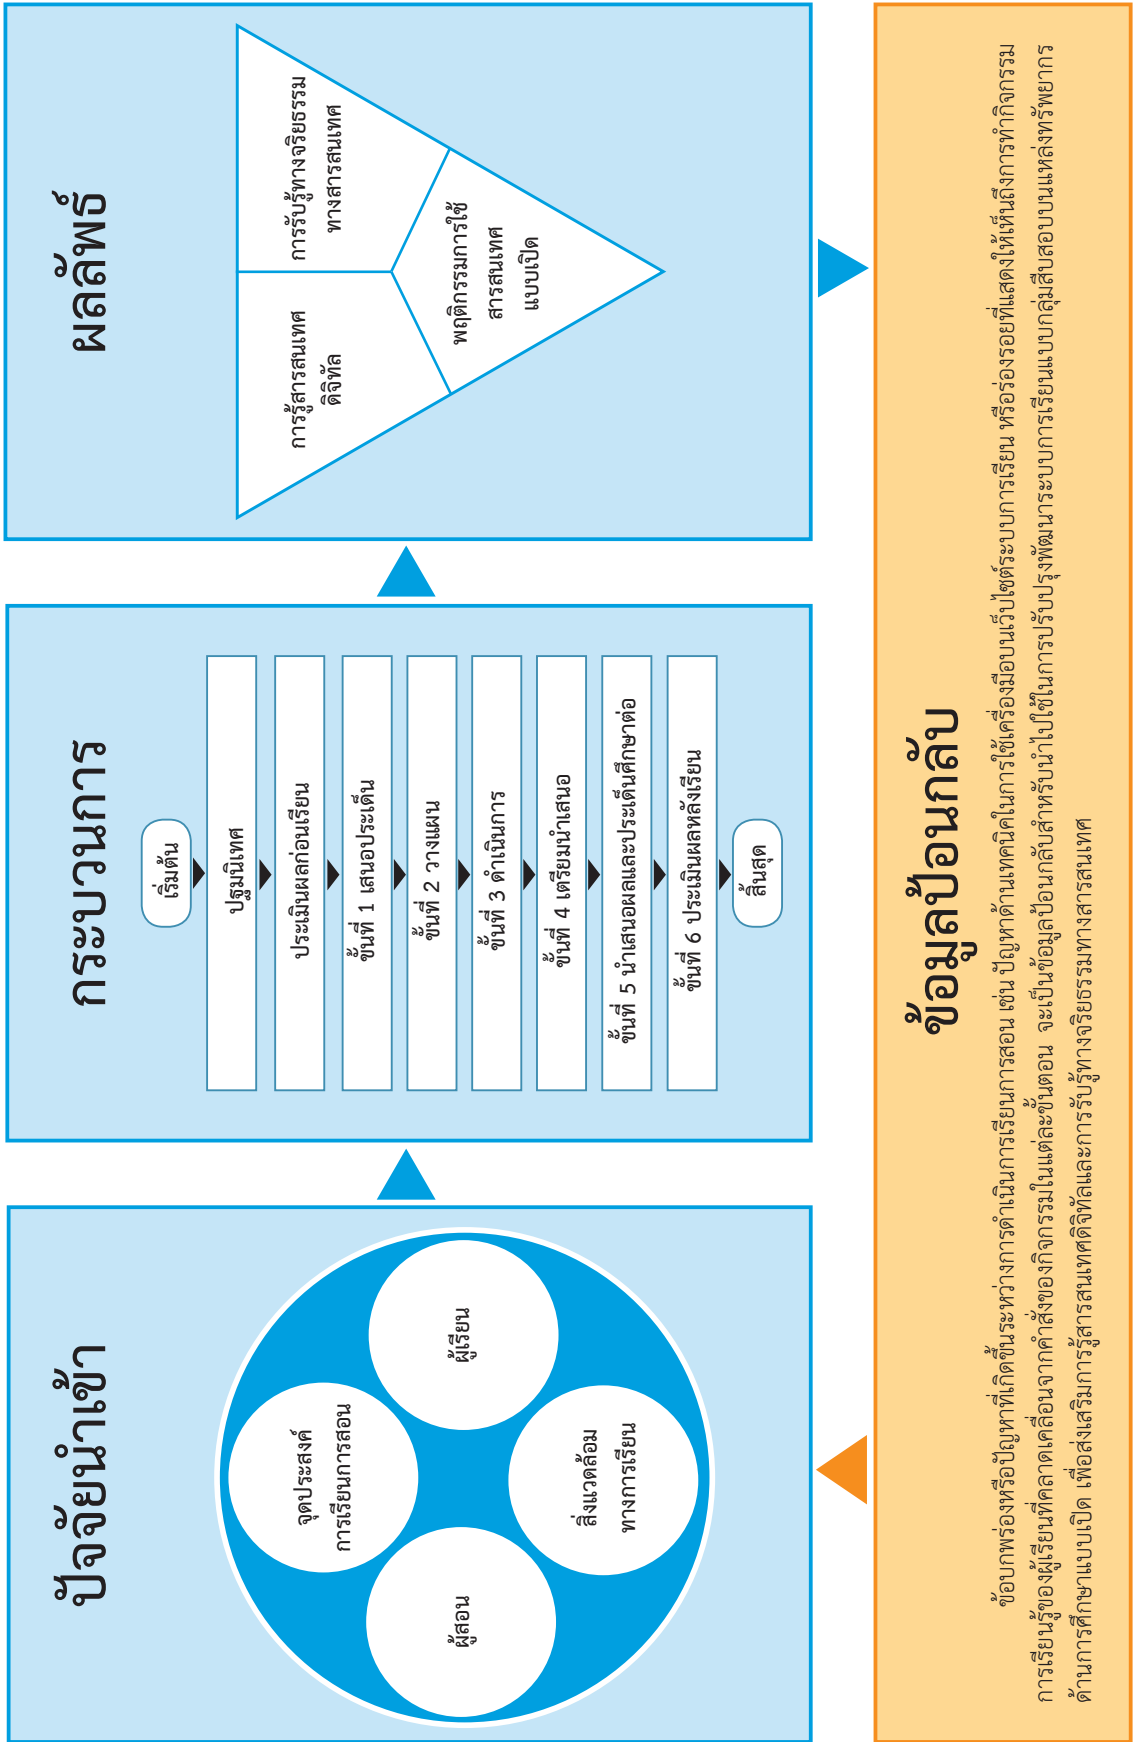 ปัจจัยนำเข้า
จุดประสงค์
การเรียนการสอน
ผู้สอน
ผู้เรียน
สิ่งแวดล้อม
ทางการเรียน
กระบวนการ
เริ่มต้น
ปฐมนิเทศ
ประเมินผลก่อนเรียน
ขั้นที่ 1 เสนอประเด็น
ขั้นที่ 2 วางแผน
ขั้นที่ 3 ดำเนินการ
ขั้นที่ 4 เตรียมนำเสนอ
ขั้นที่ 5 นำเสนอผลและประเด็นศึกษาต่อ
ขั้นที่ 6 ประเมินผลหลังเรียน
สิ้นสุด
ผลลัพธ์
การรู้สารสนเทศ
ดิจิทัล
การรับรู้ทางจริยธรรม
ทางสารสนเทศ
พฤติกรรมการใช้
สารสนเทศ
แบบเปิด
ข้อมูลป้อนกลับ
ข้อบกพร่องหรือปัญหาที่เกิดขึ้นระหว่างการดำเนินการเรียนการสอน เช่น ปัญหาด้านเทคนิคในการใช้เครื่องมือบนเว็บไซต์ระบบการเรียน หรือร่องรอยที่แสดงให้เห็นถึงการทำกิจกรรม
การเรียนรู้ของผู้เรียนที่คลาดเคลื่อนจากคำสั่งของกิจกรรมในแต่ละขั้นตอน จะเป็นข้อมูลป้อนกลับสำหรับนำไปใช้ในการปรับปรุงพัฒนาระบบการเรียนแบบกลุ่มสืบสอบบนแหล่งทรัพยากร
ด้านการศึกษาแบบเปิด เพื่อส่งเสริมการรู้สารสนเทศดิจิทัลและการรับรู้ทางจริยธรรมทางสารสนเทศ